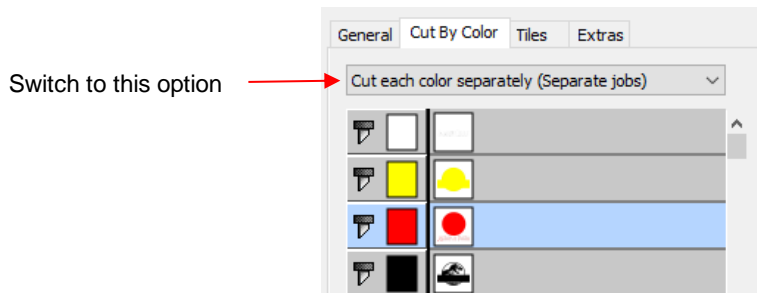 General Cut By Color Tiles Extras
Switch to this option Cut each color separately (Separate jobs)